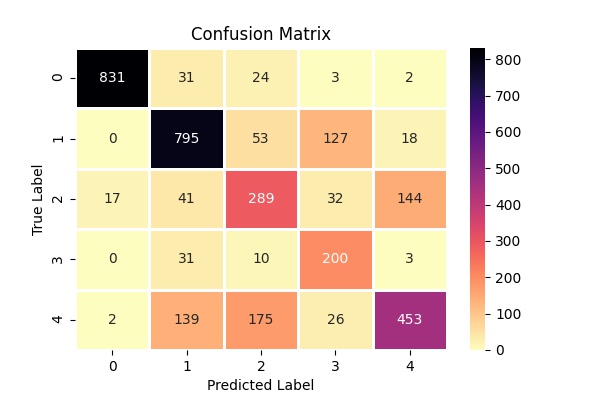 Confusion Matrix
0 831 31 24 3 2
1 0 795 53 127 18
2 17 41 289 32 144
3 0 31 10 200 3
4 2 139 175 26 453
0 1 2 3 4
True Label
Predicted Label
800
700
600
500
400
300
200
100
0